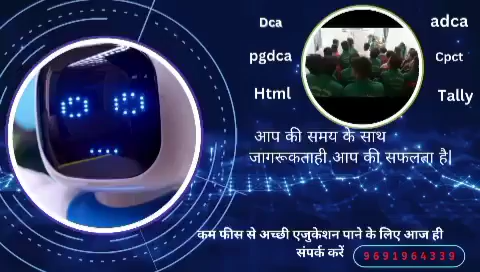 Dca
adca
pgdca
Cpct
Html
Tally
आप की समय के साथ
जागरूकताही आप की सफलता है|
कम फीस से अच्छी एजुकेशन पाने के लिए आज ही
संपर्क करें 9691964339